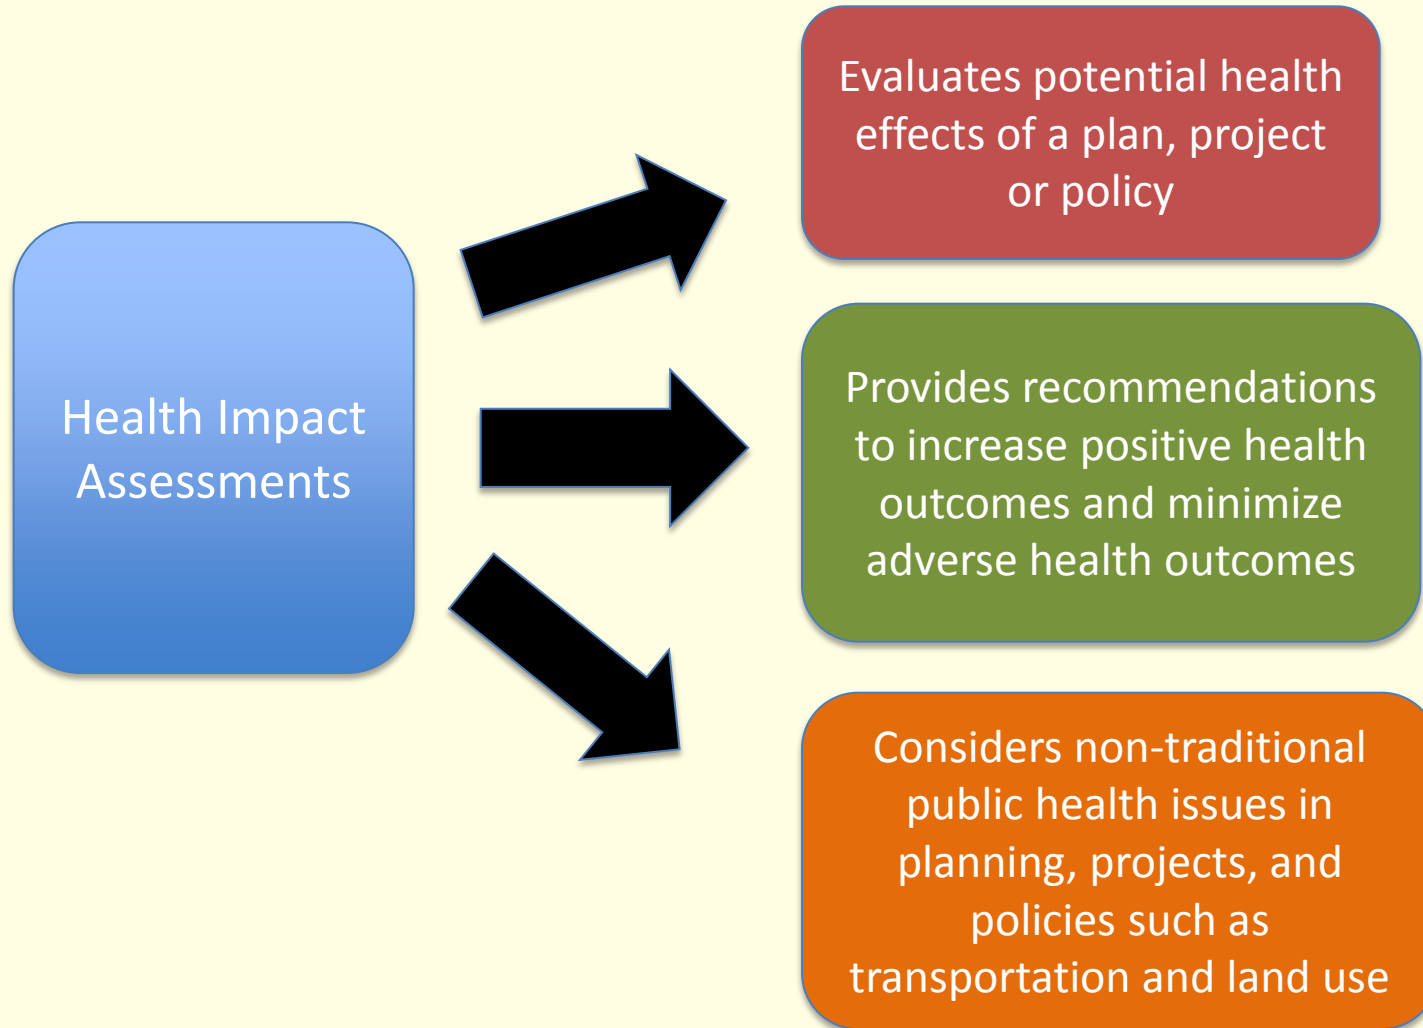 Health Impact
Assessments
Evaluates potential health
effects of a plan, project
or policy
Provides recommendations
to increase positive health
outcomes and minimize
adverse health outcomes
Considers non-traditional
public health issues in
planning, projects, and
policies such as
transportation and land use